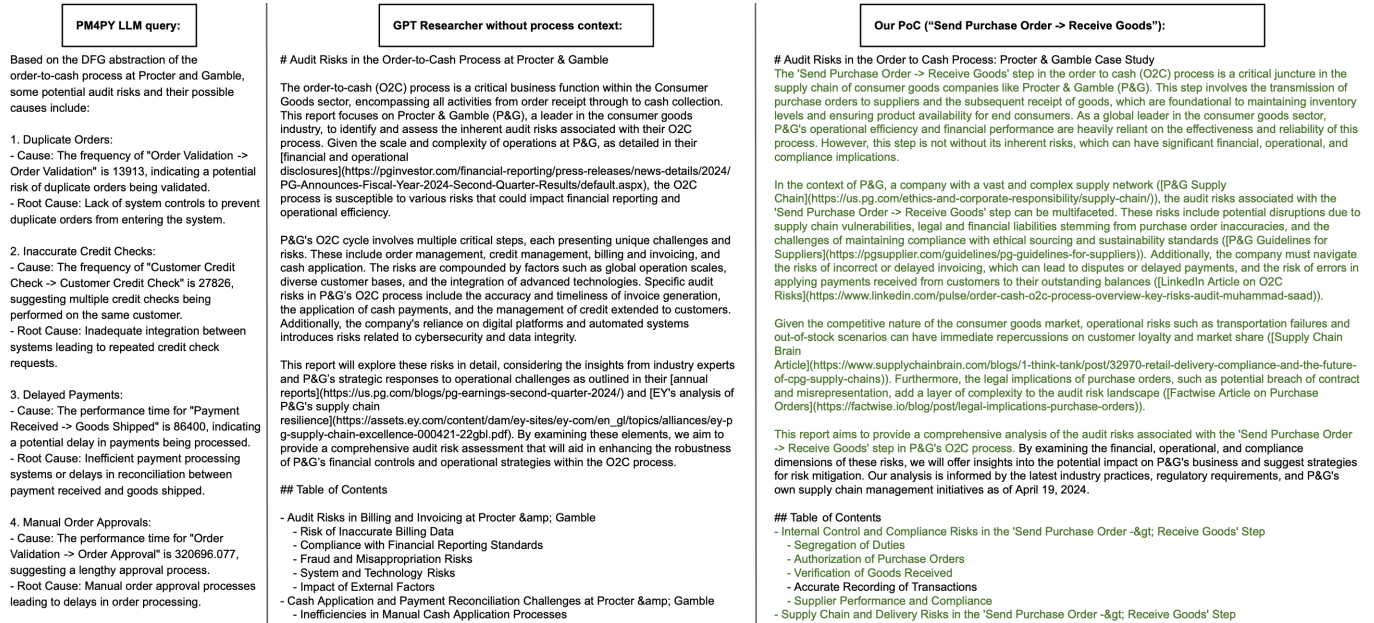 PM4PY LLM query:
Based on the DFG abstraction of the
order-to-cash process at Procter and Gamble,
some potential audit risks and their possible
causes include:
1. Duplicate Orders:
- Cause: The frequency of "Order Validation ->
Order Validation" is 13913, indicating a potential
risk of duplicate orders being validated.
- Root Cause: Lack of system controls to prevent
duplicate orders from entering the system.
2. Inaccurate Credit Checks:
- Cause: The frequency of "Customer Credit
Check -> Customer Credit Check" is 27826,
suggesting multiple credit checks being
performed on the same customer.
- Root Cause: Inadequate integration between
systems leading to repeated credit check
requests.
3. Delayed Payments:
- Cause: The performance time for "Payment
Received -> Goods Shipped" is 86400, indicating
a potential delay in payments being processed.
- Root Cause: Inefficient payment processing
systems or delays in reconciliation between
payment received and goods shipped.
4. Manual Order Approvals:
- Cause: The performance time for "Order
Validation -> Order Approval" is 320696.077,
suggesting a lengthy approval process.
- Root Cause: Manual order approval processes
leading to delays in order processing.
GPT Researcher without process context:
# Audit Risks in the Order-to-Cash Process at Procter & Gamble
The order-to-cash (O2C) process is a critical business function within the Consumer
Goods sector, encompassing all activities from order receipt through to cash collection.
This report focuses on Procter & Gamble (P&G), a leader in the consumer goods
industry, to identify and assess the inherent audit risks associated with their O2C
process. Given the scale and complexity of operations at P&G, as detailed in their
[financial and operational
disclosures](https://pginvestor.com/financial-reporting/press-releases/news-details/2024/
PG-Announces-Fiscal-Year-2024-Second-Quarter-Results/default.aspx), the O2C
process is susceptible to various risks that could impact financial reporting and
operational efficiency.
P&G's O2C cycle involves multiple critical steps, each presenting unique challenges and
risks. These include order management, credit management, billing and invoicing, and
cash application. The risks are compounded by factors such as global operation scales,
diverse customer bases, and the integration of advanced technologies. Specific audit
risks in P&G's O2C process include the accuracy and timeliness of invoice generation,
the application of cash payments, and the management of credit extended to customers.
Additionally, the company's reliance on digital platforms and automated systems
introduces risks related to cybersecurity and data integrity.
This report will explore these risks in detail, considering the insights from industry experts
and P&G's strategic responses to operational challenges as outlined in their [annual
reports](https://us.pg.com/blogs/pg-earnings-second-quarter-2024/) and [EY's analysis of
P&G's supply chain
resilience](https://assets.ey.com/content/dam/ey-sites/ey-com/en_gl/topics/alliances/ey-p
g-supply-chain-excellence-000421-22gbl.pdf). By examining these elements, we aim to
provide a comprehensive audit risk assessment that will aid in enhancing the robustness
of P&G's financial controls and operational strategies within the O2C process.
## Table of Contents
- Audit Risks in Billing and Invoicing at Procter &amp; Gamble
- Risk of Inaccurate Billing Data
- Compliance with Financial Reporting Standards
- Fraud and Misappropriation Risks
- System and Technology Risks
- Impact of External Factors
- Cash Application and Payment Reconciliation Challenges at Procter &amp; Gamble
- Inefficiencies in Manual Cash Application Processes
Our PoC (“Send Purchase Order -> Receive Goods”):
# Audit Risks in the Order to Cash Process: Procter & Gamble Case Study
The 'Send Purchase Order -> Receive Goods' step in the order to cash (O2C) process is a critical juncture in the
supply chain of consumer goods companies like Procter & Gamble (P&G). This step involves the transmission of
purchase orders to suppliers and the subsequent receipt of goods, which are foundational to maintaining inventory
levels and ensuring product availability for end consumers. As a global leader in the consumer goods sector,
P&G's operational efficiency and financial performance are heavily reliant on the effectiveness and reliability of this
process. However, this step is not without its inherent risks, which can have significant financial, operational, and
compliance implications.
In the context of P&G, a company with a vast and complex supply network ([P&G Supply
Chain](https://us.pg.com/ethics-and-corporate-responsibility/supply-chain/)), the audit risks associated with the
'Send Purchase Order -> Receive Goods' step can be multifaceted. These risks include potential disruptions due to
supply chain vulnerabilities, legal and financial liabilities stemming from purchase order inaccuracies, and the
challenges of maintaining compliance with ethical sourcing and sustainability standards ([P&G Guidelines for
Suppliers](https://pgsupplier.com/guidelines/pg-guidelines-for-suppliers)). Additionally, the company must navigate
the risks of incorrect or delayed invoicing, which can lead to disputes or delayed payments, and the risk of errors in
applying payments received from customers to their outstanding balances ([LinkedIn Article on O2C
Risks](https://www.linkedin.com/pulse/order-cash-o2c-process-overview-key-risks-audit-muhammad-saad)).
Given the competitive nature of the consumer goods market, operational risks such as transportation failures and
out-of-stock scenarios can have immediate repercussions on customer loyalty and market share ([Supply Chain
Brain
Article](https://www.supplychainbrain.com/blogs/1-think-tank/post/32970-retail-delivery-compliance-and-the-future-
of-cpg-supply-chains)). Furthermore, the legal implications of purchase orders, such as potential breach of contract
and misrepresentation, add a layer of complexity to the audit risk landscape ([Factwise Article on Purchase
Orders](https://factwise.io/blog/post/legal-implications-purchase-orders)).
This report aims to provide a comprehensive analysis of the audit risks associated with the 'Send Purchase Order
-> Receive Goods' step in P&G's O2C process. By examining the financial, operational, and compliance
dimensions of these risks, we will offer insights into the potential impact on P&G's business and suggest strategies
for risk mitigation. Our analysis is informed by the latest industry practices, regulatory requirements, and P&G's
own supply chain management initiatives as of April 19, 2024.
## Table of Contents
- Internal Control and Compliance Risks in the 'Send Purchase Order -&gt; Receive Goods' Step
- Segregation of Duties
- Authorization of Purchase Orders
- Verification of Goods Received
- Accurate Recording of Transactions
- Supplier Performance and Compliance
- Supply Chain and Delivery Risks in the 'Send Purchase Order -&gt; Receive Goods' Step